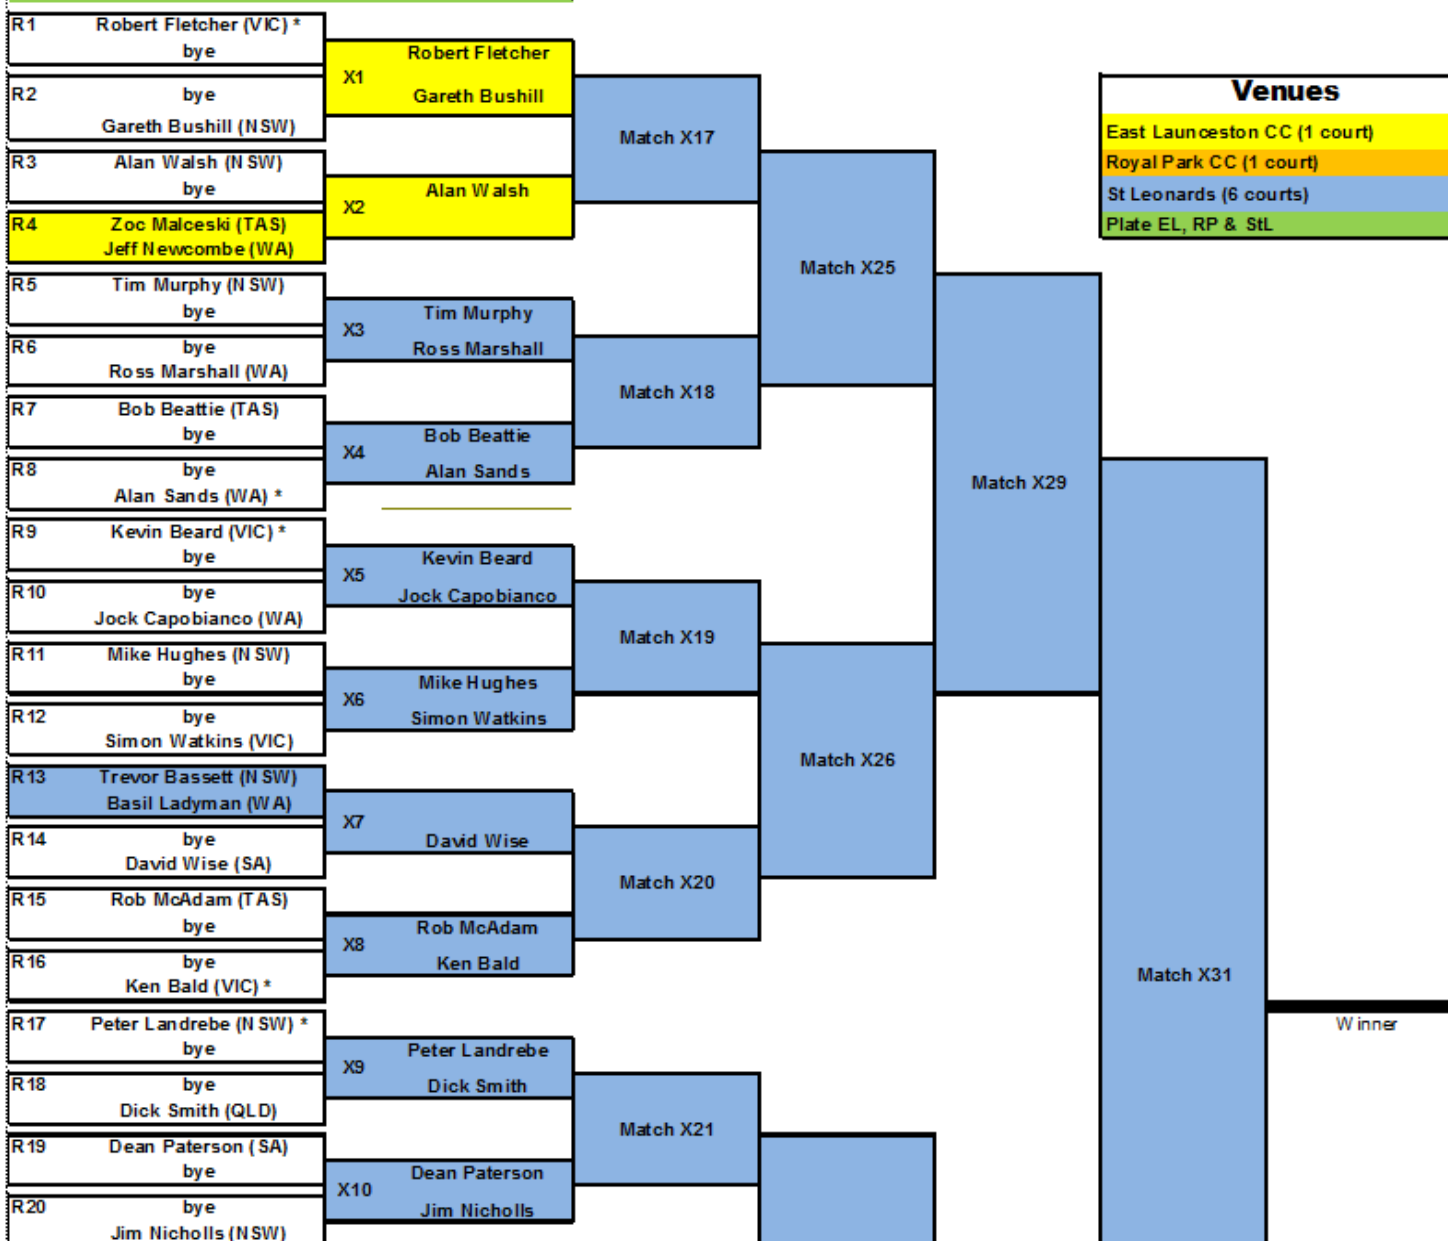 R1 Robert Fletcher (VIC) *
bye
R2 bye
Gareth Bushill (NSW)
R3 Alan Walsh (NSW)
bye
R4 Zoc Malceski (TAS)
Jeff Newcombe (WA)
R5 Tim Murphy (NSW)
bye
R6 bye
Ross Marshall (WA)
R7 Bob Beattie (TAS)
bye
R8 bye
Alan Sands (WA) *
R9 Kevin Beard (VIC) *
bye
R10 bye
Jock Capobianco (WA)
R11 Mike Hughes (NSW)
bye
R12 bye
Simon Watkins (VIC)
R13 Trevor Bassett (NSW)
Basil Ladyman (WA)
R14 bye
David Wise (SA)
R15 Rob McAdam (TAS)
bye
R16 bye
Ken Bald (VIC) *
R17 Peter Landrebe (NSW) *
bye
R18 bye
Dick Smith (QLD)
R19 Dean Paterson (SA)
bye
R20 bye
Jim Nicholls (NSW)
X1
Robert Fletcher
Gareth Bushill
X2
Alan Walsh
X3
Tim Murphy
Ross Marshall
X4
Bob Beattie
Alan Sands
X5
Kevin Beard
Jock Capobianco
X6
Mike Hughes
Simon Watkins
X7
David Wise
X8
Rob McAdam
Ken Bald
X9
Peter Landrebe
Dick Smith
X10
Dean Paterson
Jim Nicholls
Match X17
Match X18
Match X19
Match X20
Match X21
Match X25
Match X26
Match X29
Match X31
Winner
Venues
East Launceston CC (1 court)
Royal Park CC (1 court)
St Leonards (6 courts)
Plate EL, RP & StL